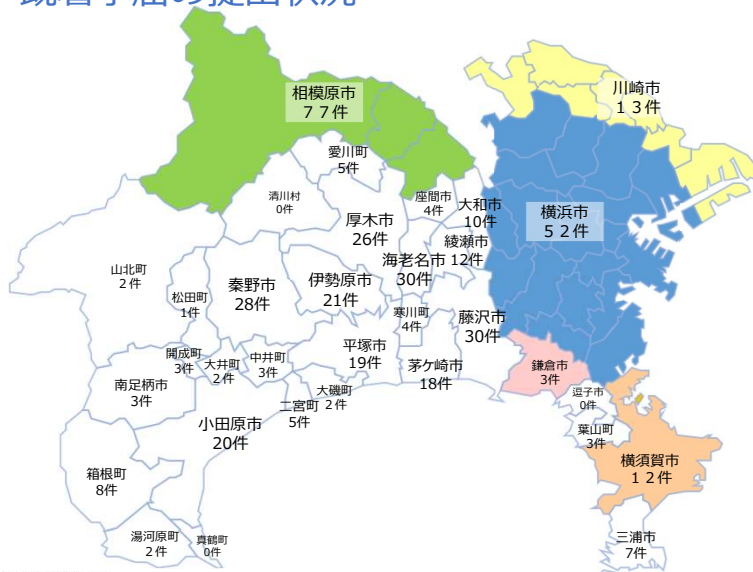 相模原市
７７件
川崎市
１３件
愛川町
5件
清川村
0件
座間市
4件
大和市
10件
横浜市
５２件
厚木市
26件
綾瀬市
12件
海老名市
30件
山北町
２件
松田町
1件
秦野市
28件
伊勢原市
21件
寒川町
4件
藤沢市
30件
開成町
3件
大井町
2件
中井町
3件
平塚市
19件
茅ケ崎市
18件
鎌倉市
3件
南足柄市
3件
大磯町
2件
二宮町
5件
逗子市
0件
小田原市
20件
葉山町
3件
箱根町
8件
横須賀市
１２件
湯河原町
２件
真鶴町
0件
三浦市
7件